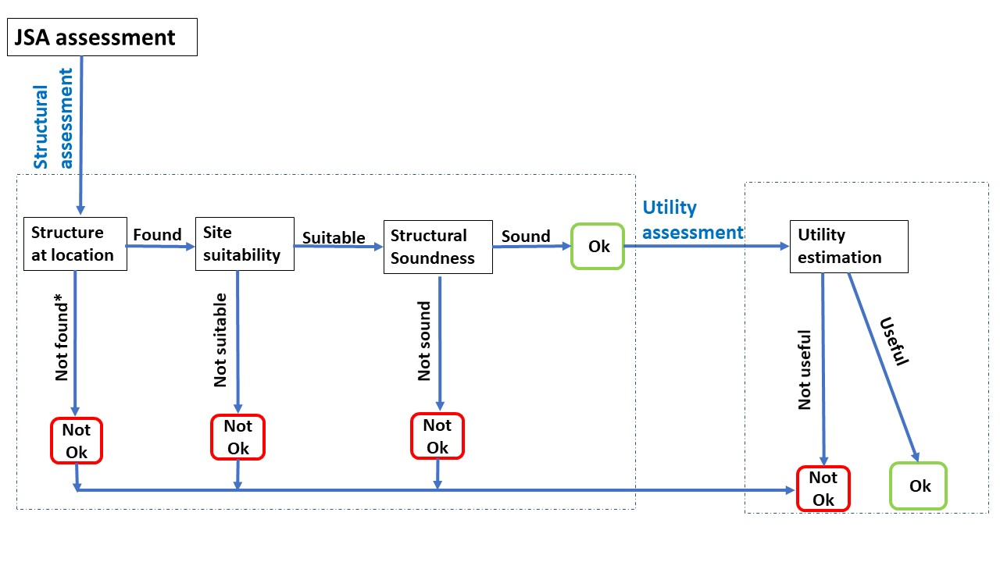 JSA assessment
Structural
assessment
Structure
at location
Found
Site
suitability
Suitable
Structural
Soundness
Sound
Ok
Utility
assessment
Utility
estimation
Not found*
Not suitable
Not sound
Not useful
Useful
Not
Ok
Not
Ok
Not
Ok
Not
Ok
Ok